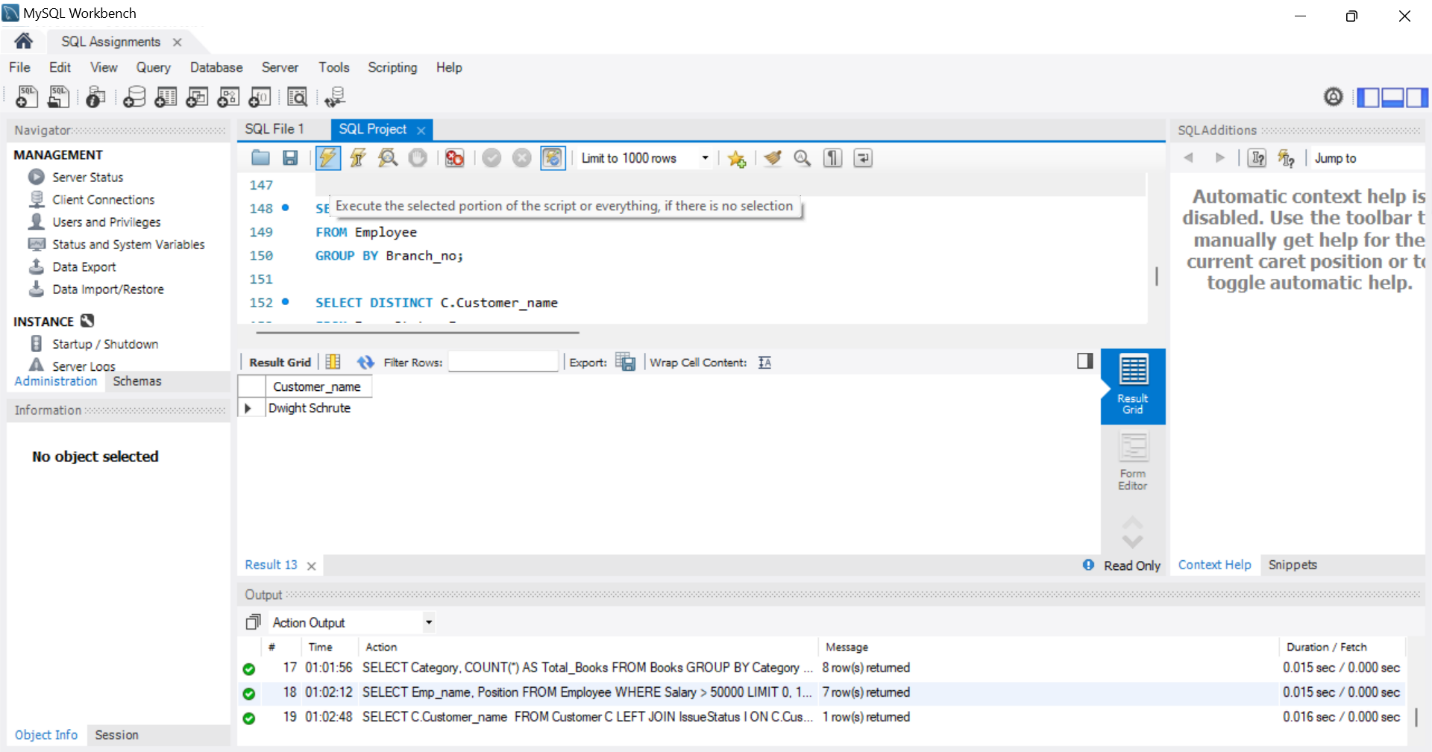 MySQL Workbench
SQL Assignments
File Edit View Query Database Server Tools Scripting Help
Navigator
MANAGEMENT
Server Status
Client Connections
Users and Privileges
Status and System Variables
Data Export
Data Import/Restore
INSTANCE
Startup / Shutdown
Server Logs
Administration Schemas
Information
No object selected
Object Info Session
SQL File 1 SQL Project
Limit to 1000 rows
147
148 SE
Execute the selected portion of the script or everything, if there is no selection
149 FROM Employee
150 GROUP BY Branch_no;
151
152 SELECT DISTINCT C.Customer_name
Result Grid Filter Rows: Export: Wrap Cell Content:
Customer_name
Dwight Schrute
Result Grid
Form Editor
Result 13 Read Only
SQLAdditions
Jump to
Automatic context help is
disabled. Use the toolbar t
manually get help for the
current caret position or to
toggle automatic help.
Context Help Snippets
Output
Action Output
# Time Action Message Duration / Fetch
17 01:01:56 SELECT Category, COUNT(*) AS Total_Books FROM Books GROUP BY Category ... 8 row(s) returned 0.015 sec / 0.000 sec
18 01:02:12 SELECT Emp_name, Position FROM Employee WHERE Salary > 50000 LIMIT 0, 1... 7 row(s) returned 0.015 sec / 0.000 sec
19 01:02:48 SELECT C.Customer_name FROM Customer C LEFT JOIN IssueStatus I ON C.Cus... 1 row(s) returned 0.016 sec / 0.000 sec